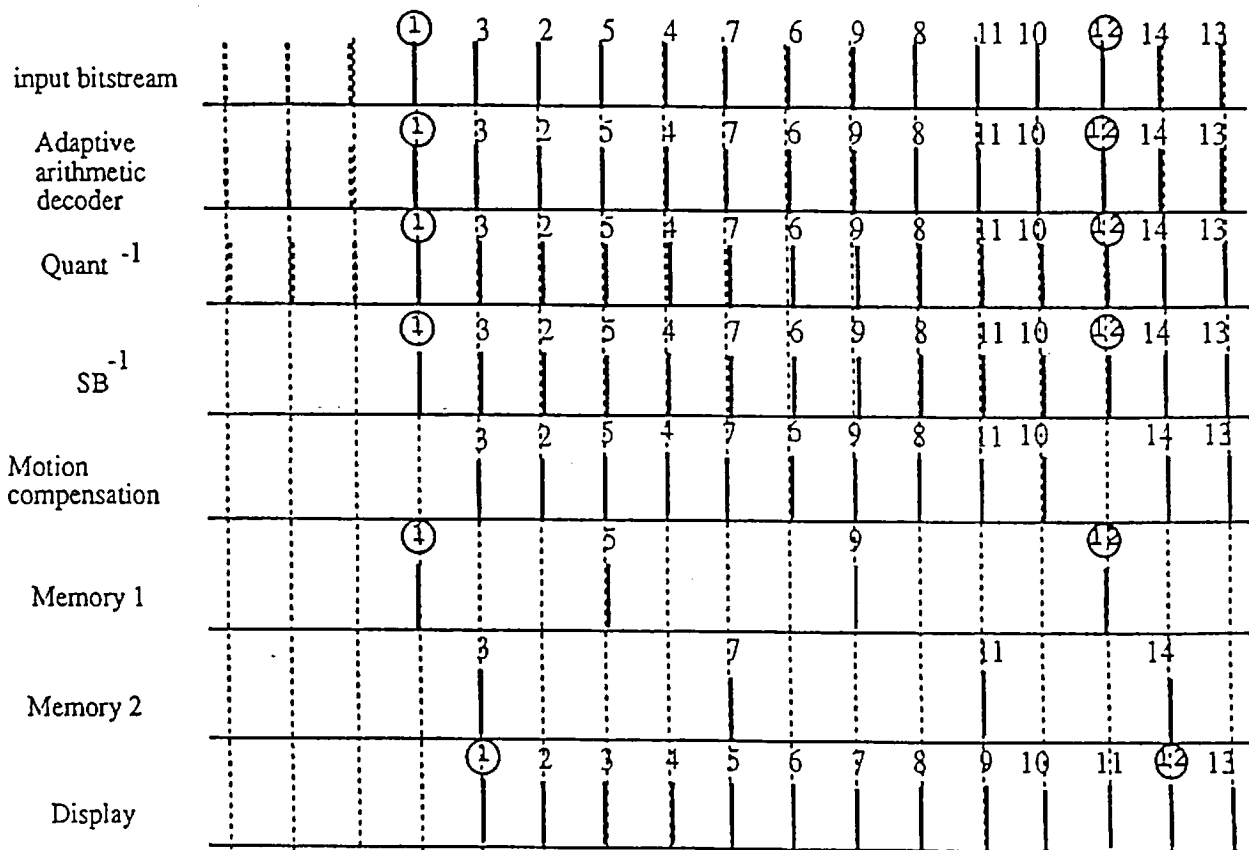 1 3 2 5 4 7 6 9 8 11 10 12 14 13
input bitstream
1 3 2 5 4 7 6 9 8 11 10 12 14 13
Adaptive
arithmetic
decoder
1 3 2 5 4 7 6 9 8 11 10 12 14 13
Quant -1
1 3 2 5 4 7 6 9 8 11 10 12 14 13
SB -1
3 2 5 4 7 6 9 8 11 10 14 13
Motion
compensation
1 5 9 12
Memory 1
3 7 11 14
Memory 2
1 2 3 4 5 6 7 8 9 10 11 12 13
Display